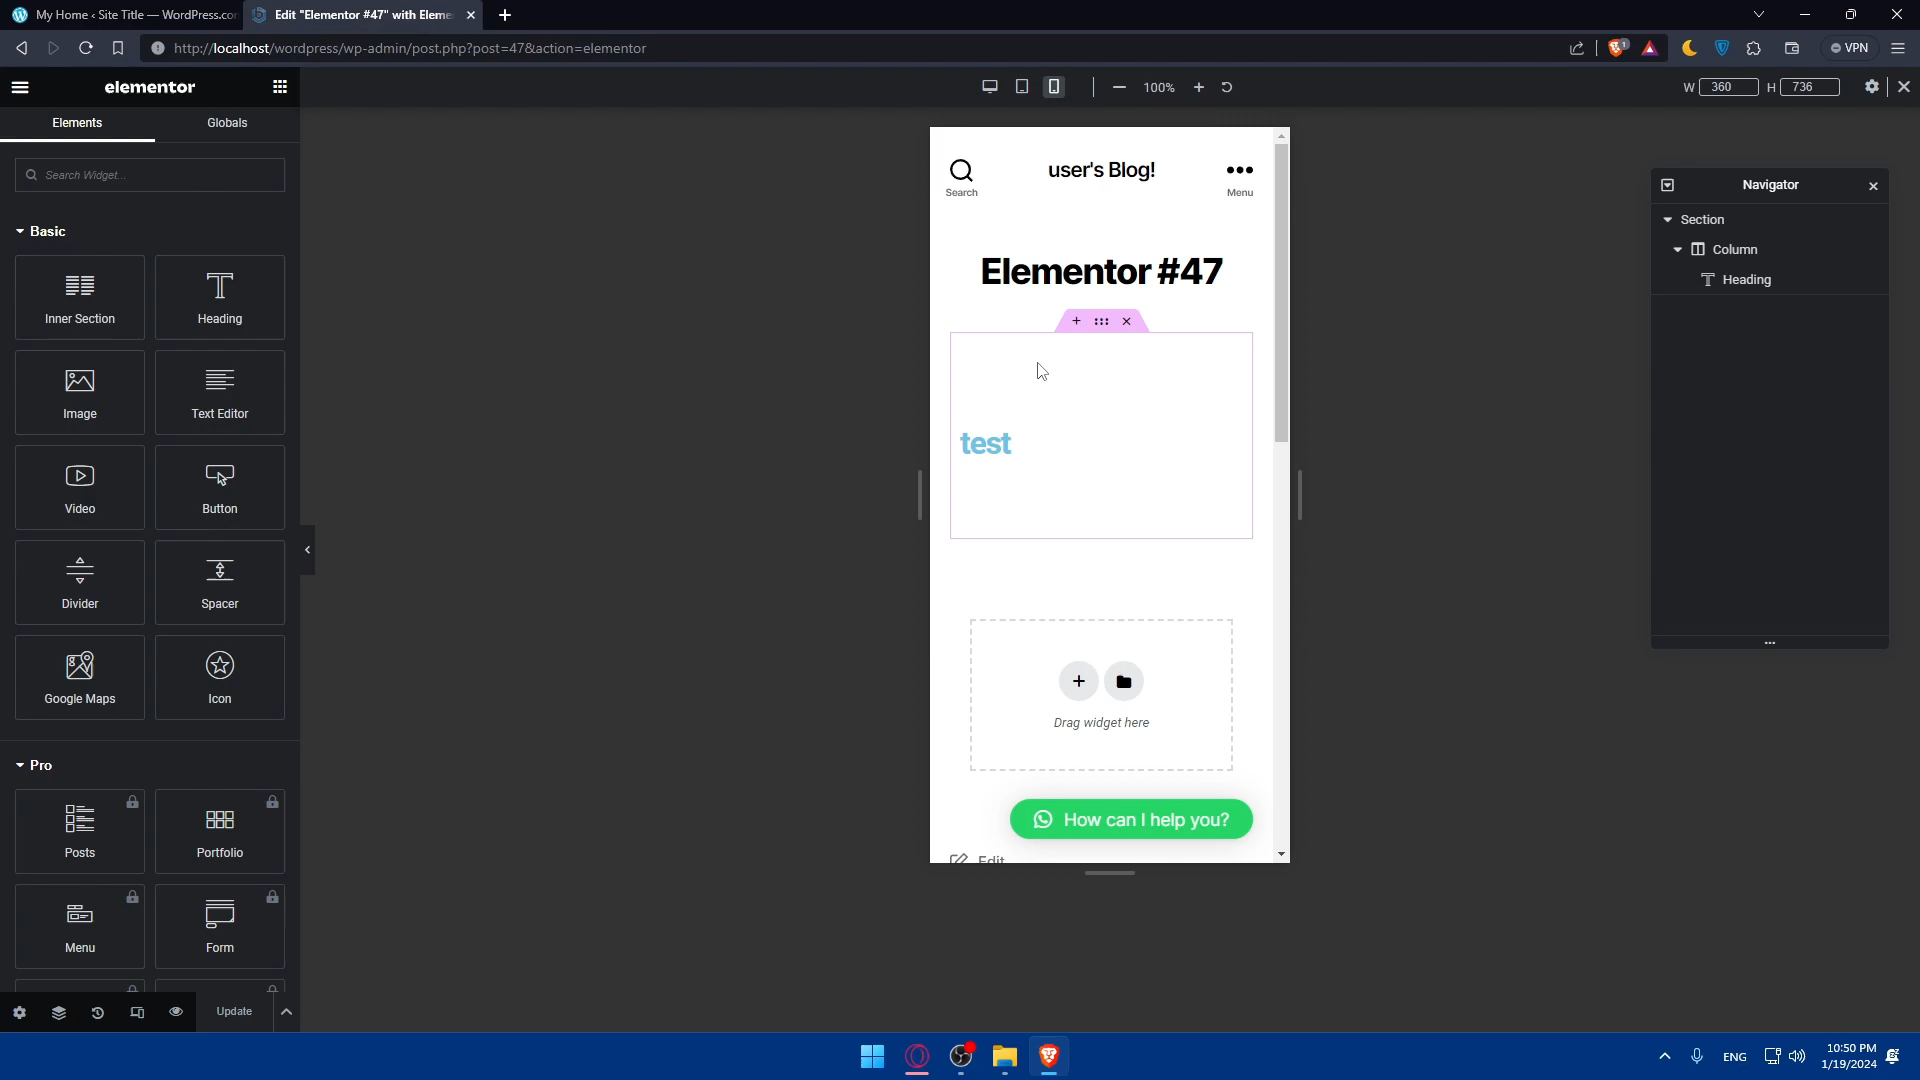 My Home ‹ Site Title — WordPress.cor
Edit "Elementor #47" with Eleme
http://localhost/wordpress/wp-admin/post.php?post=47&action=elementor
1
VPN
elementor
100%
W 360 H 736
Elements
Globals
Search Widget...
Basic
Inner Section
Heading
Image
Text Editor
Video
Button
Divider
Spacer
Google Maps
Icon
Pro
Posts
Portfolio
Menu
Form
Update
user's Blog!
Search
Menu
Elementor #47
test
Drag widget here
How can I help you?
Edit
Navigator
Section
Column
Heading
ENG
10:50 PM
1/19/2024